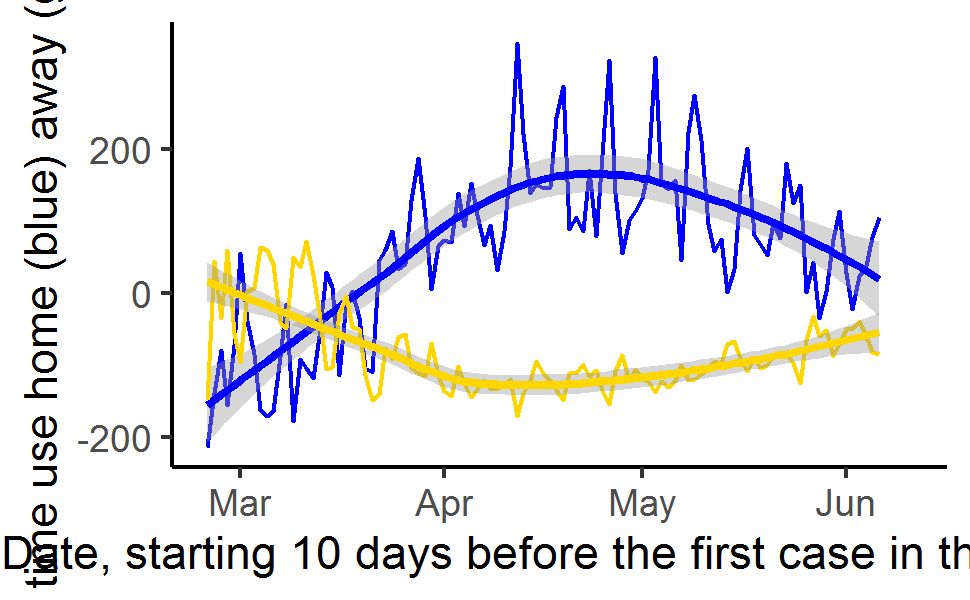 time use home (blue) away (
200
0
-200
Mar Apr May Jun
Date, starting 10 days before the first case in th